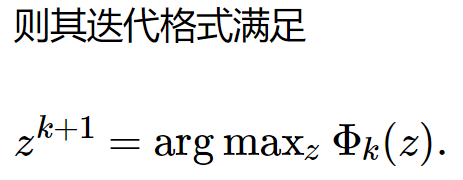 则其迭代格式满足
z^{k+1} = arg max_z Φ_k(z).